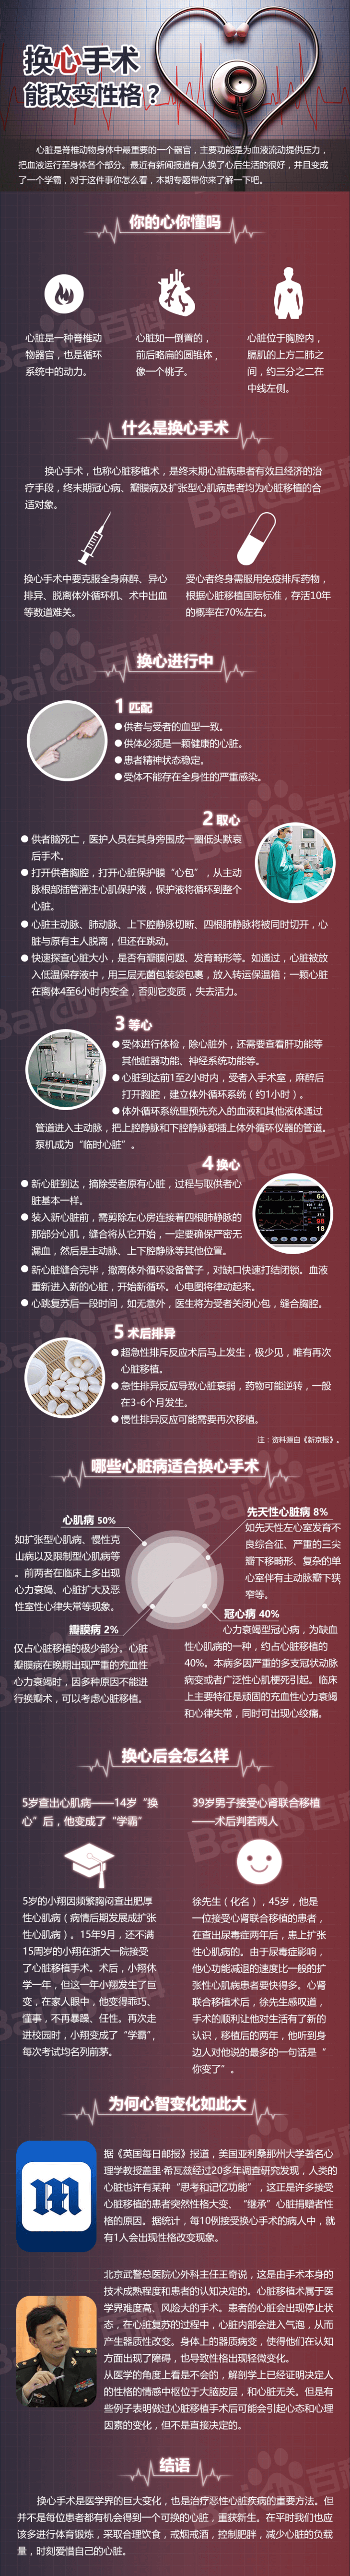 换心手术
能改变性格？
心脏是脊椎动物身体中最重要的一个器官，主要功能是为血液流动提供压力，
把血液运行至身体各个部分。最近有新闻报道有人换了心后生活的很好，并且变成
了一个学霸，对于这件事你怎么看，本期专题带你来了解一下吧。
你的心你懂吗
心脏是一种脊椎动
物器官，也是循环
系统中的动力。
心脏如一倒置的，
前后略扁的圆锥体，
像一个桃子。
心脏位于胸腔内，
膈肌的上方二肺之
间，约三分之二在
中线左侧。
什么是换心手术
换心手术，也称心脏移植术，是终末期心脏病患者有效且经济的治
疗手段，终末期冠心病、瓣膜病及扩张型心肌病患者均为心脏移植的合
适对象。
换心手术中要克服全身麻醉、异心
排异、脱离体外循环机、术中出血
等数道难关。
受心者终身需服用免疫排斥药物，
根据心脏移植国际标准，存活10年
的概率在70%左右。
换心进行中
1 匹配
●供者与受者的血型一致。
●供体必须是一颗健康的心脏。
●患者精神状态稳定。
●受体不能存在全身性的严重感染。
2 取心
● 供者脑死亡，医护人员在其身旁围成一圈低头默哀
后手术。
● 打开供者胸腔，打开心脏保护膜“心包”，从主动
脉根部插管灌注心肌保护液，保护液将循环到整个
心脏。
● 心脏主动脉、肺动脉、上下腔静脉切断、四根肺静脉将被同时切开，心
脏与原有主人脱离，但还在跳动。
● 快速探查心脏大小，是否有瓣膜问题、发育畸形等。如通过，心脏被放
入低温保存液中，用三层无菌包装袋包裹，放入转运保温箱；一颗心脏
在离体4至6小时内安全，否则它变质，失去活力。
3 等心
●受体进行体检，除心脏外，还需要查看肝功能等
其他脏器功能、神经系统功能等。
●心脏到达前1至2小时内，受者入手术室，麻醉后
打开胸腔，建立体外循环系统（约1小时）。
●体外循环系统里预先充入的血液和其他液体通过
管道进入主动脉，把上腔静脉和下腔静脉都插上体外循环仪器的管道。
泵机成为“临时心脏”。
4 换心
● 新心脏到达，摘除受者原有心脏，过程与取供者心
脏基本一样。
● 装入新心脏前，需剪除左心房连接着四根肺静脉的
那部分心肌，缝合将从它开始，一定要确保严密无
漏血，然后是主动脉、上下腔静脉等其他位置。
● 新心脏缝合完毕，撤离体外循环设备管子，对缺口快速打结闭锁。血液
重新进入新的心脏，开始新循环。心电图将律动起来。
● 心跳复苏后一段时间，如无意外，医生将为受者关闭心包，缝合胸腔。
5 术后排异
● 超急性排斥反应术后马上发生，极少见，唯有再次
心脏移植。
● 急性排异反应导致心脏衰弱，药物可能逆转，一般
在3-6个月发生。
● 慢性排异反应可能需要再次移植。
注：资料源自《新京报》。
哪些心脏病适合换心手术
心肌病 50%
如扩张型心肌病、慢性克
山病以及限制型心肌病等
。前两者在临床上多出现
心力衰竭、心脏扩大及恶
性室性心律失常等现象。
先天性心脏病 8%
如先天性左心室发育不
良综合征、严重的三尖
瓣下移畸形、复杂的单
心室伴有主动脉瓣下狭
窄等。
瓣膜病 2%
仅占心脏移植的极少部分。心脏
瓣膜病在晚期出现严重的充血性
心力衰竭时，因多种原因不能进
行换瓣术，可以考虑心脏移植。
冠心病 40%
心力衰竭型冠心病，为缺血
性心肌病的一种，约占心脏移植的
40%。本病多因严重的多支冠状动脉
病变或者广泛性心肌梗死引起。临床
上主要特征是顽固的充血性心力衰竭
和心律失常，同时可出现心绞痛。
换心后会怎么样
5岁查出心肌病——14岁“换
心”后，他变成了“学霸”
5岁的小翔因频繁胸闷查出肥厚
性心肌病（病情后期发展成扩张
性心肌病）。15年9月，还不满
15周岁的小翔在浙大一院接受
了心脏移植手术。术后，小翔休
学一年，但这一年小翔发生了巨
变，在家人眼中，他变得乖巧、
懂事，不再暴躁、任性。再次走
进校园时，小翔变成了“学霸”，
每次考试均名列前茅。
39岁男子接受心肾联合移植
——术后判若两人
徐先生（化名），45岁，他是
一位接受心肾联合移植的患者，
在查出尿毒症两年后，患上扩张
性心肌病的。由于尿毒症影响，
他心功能减退的速度比一般的扩
张性心肌病患者要快得多。心肾
联合移植术后，徐先生感叹道，
手术的顺利让他对生活有了新的
认识，移植后的两年，他听到身
边人对他说的最多的一句话是“
你变了”。
为何心智变化如此大
据《英国每日邮报》报道，美国亚利桑那州大学著名心
理学教授盖里·希瓦兹经过20多年调查研究发现，人类的
心脏也许有某种“思考和记忆功能”，这正是许多接受
心脏移植的患者突然性格大变、“继承”心脏捐赠者性
格的原因。据统计，每10例接受换心手术的病人中，就
有1人会出现性格改变现象。
北京武警总医院心外科主任王奇说，这是由手术本身的
技术成熟程度和患者的认知决定的。心脏移植术属于医
学界难度高、风险大的手术。患者的心脏会出现停止状
态，在心脏复苏的过程中，心脏内部会进入气泡，从而
产生器质性改变。身体上的器质病变，使得他们在认知
方面出现了障碍，也导致性格出现轻微变化。
从医学的角度上看是不会的，解剖学上已经证明决定人
的性格的情感中枢位于大脑皮层，和心脏无关。但是有
些例子表明做过心脏移植手术后可能会引起心态和心理
因素的变化，但不是直接决定的。
结语
换心手术是医学界的巨大变化，也是治疗恶性心脏疾病的重要方法。但
并不是每位患者都有机会得到一个可换的心脏，重获新生。在平时我们也应
该多进行体育锻炼，采取合理饮食，戒烟戒酒，控制肥胖，减少心脏的负载
量，时刻爱惜自己的心脏。